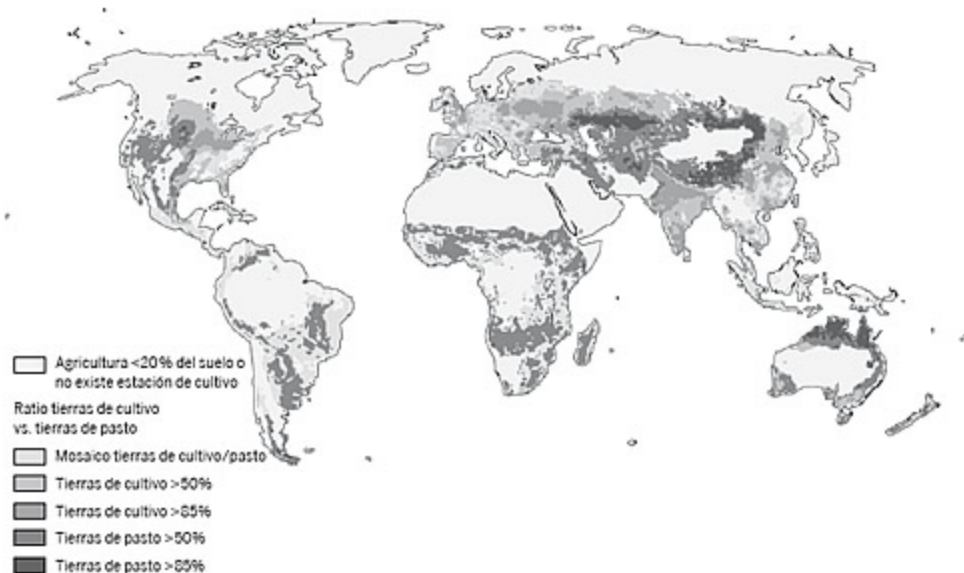 Agricultura <20% del suelo o
no existe estación de cultivo
Ratio tierras de cultivo
vs. tierras de pasto
Mosaico tierras de cultivo/pasto
Tierras de cultivo >50%
Tierras de cultivo >85%
Tierras de pasto >50%
Tierras de pasto >85%